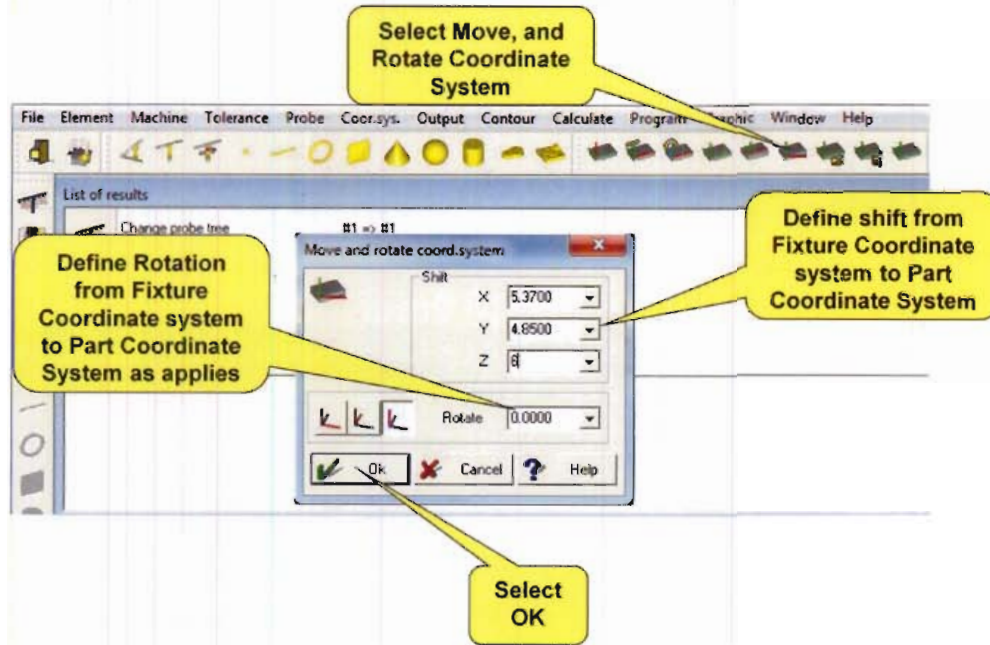 Select Move, and
Rotate Coordinate
System
File Element Machine Tolerance Probe Coor.sys. Output Contour Calculate Program Window Help
List of results
Change probe tree #1 => #1
Move and rotate coord.system
Define shift from
Fixture Coordinate
system to Part
Coordinate System
Define Rotation
from Fixture
Coordinate system
to Part Coordinate
System as applies
Shift
X 5.3700
Y 4.8500
Z 6
Rotate 0.0000
Ok Cancel Help
Select
OK